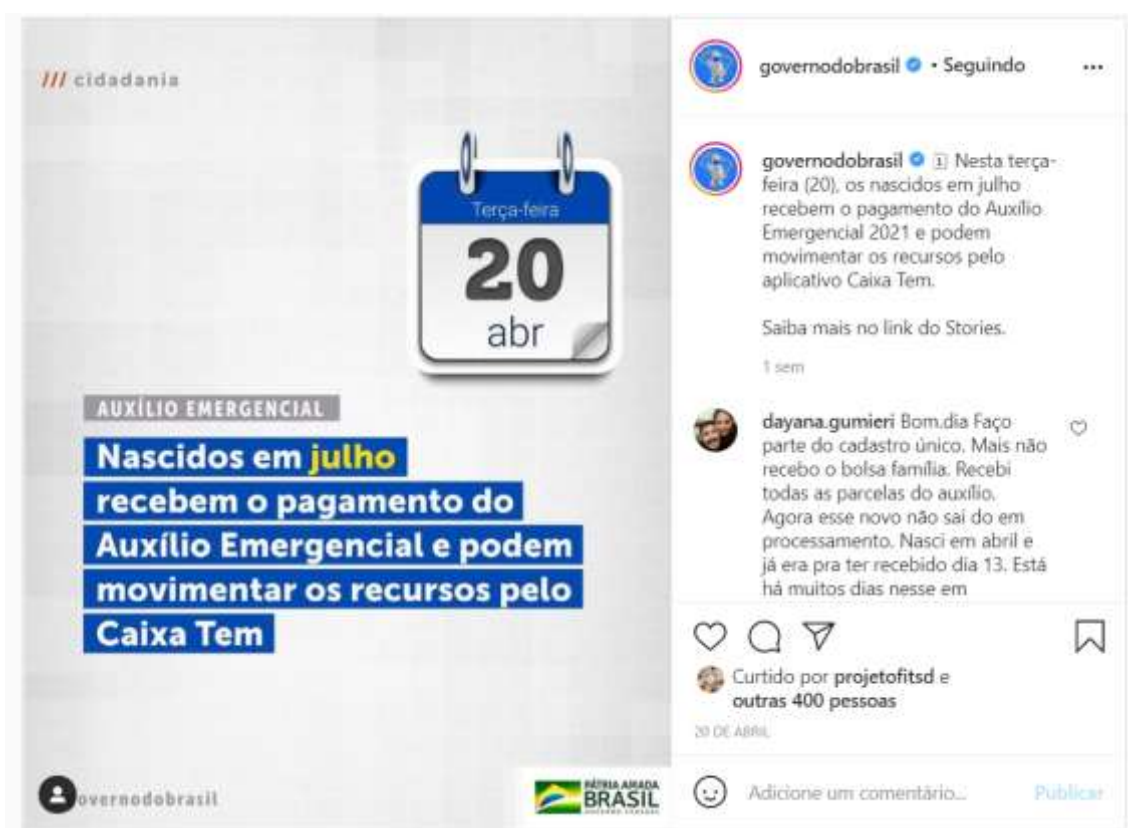 /// cidadania
Terça-feira
20
abr
AUXÍLIO EMERGENCIAL
Nascidos em julho
recebem o pagamento do
Auxílio Emergencial e podem
movimentar os recursos pelo
Caixa Tem
overnodobrasil
PÁTRIA AMADA
BRASIL
GOVERNO FEDERAL
governodobrasil • Seguindo
...
governodobrasil 1 Nesta terça-
feira (20), os nascidos em julho
recebem o pagamento do Auxílio
Emergencial 2021 e podem
movimentar os recursos pelo
aplicativo Caixa Tem.
Saiba mais no link do Stories.
1 sem
dayana.gumieri Bom.dia Faço
parte do cadastro único. Mais não
recebo o bolsa família. Recebi
todas as parcelas do auxílio.
Agora esse novo não sai do em
processamento. Nasci em abril e
já era pra ter recebido dia 13. Está
há muitos dias nesse em
Curtido por projetofitsd e
outras 400 pessoas
20 DE ABRIL
Adicione um comentário...
Publicar